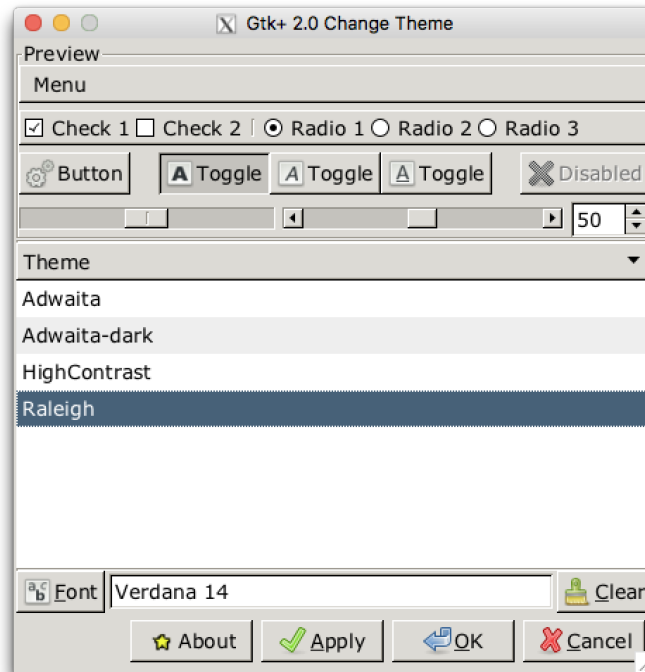 Gtk+ 2.0 Change Theme
Preview
Menu
Check 1 Check 2 Radio 1 Radio 2 Radio 3
Button A Toggle A Toggle A Toggle Disabled
50
Theme
Adwaita
Adwaita-dark
HighContrast
Raleigh
Font Verdana 14 Clear
About Apply OK Cancel